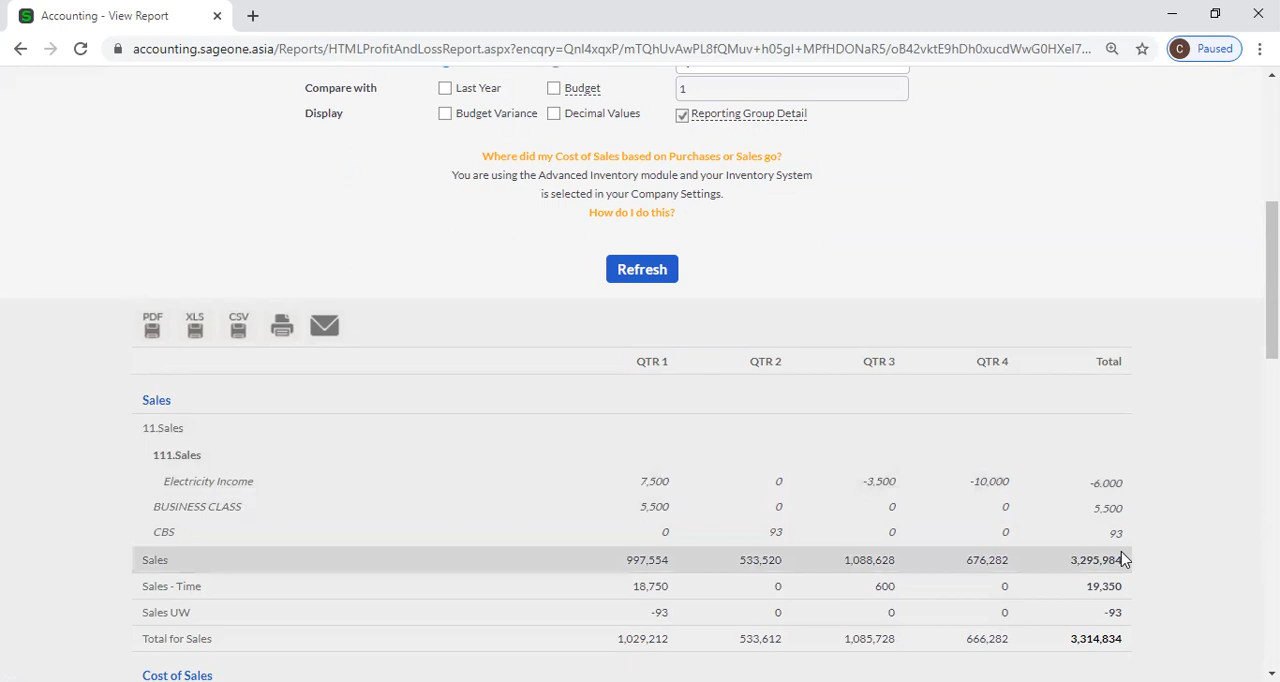 Accounting - View Report
accounting.sageone.asia/Reports/HTMLProfitAndLossReport.aspx?encqry=QnI4xqxP/mTQhUvAwPL8fQMuv+h05gI+MPfHDONaR5/oB42vktE9hDh0xucdWwG0HXeI7...
C Paused
Compare with Last Year Budget 1
Display Budget Variance Decimal Values Reporting Group Detail
Where did my Cost of Sales based on Purchases or Sales go?
You are using the Advanced Inventory module and your Inventory System
is selected in your Company Settings.
How do I do this?
Refresh
PDF XLS CSV
QTR 1 QTR 2 QTR 3 QTR 4 Total
Sales
11.Sales
111.Sales
Electricity Income 7,500 0 -3,500 -10,000 -6,000
BUSINESS CLASS 5,500 0 0 0 5,500
CBS 0 93 0 0 93
Sales 997,554 533,520 1,088,628 676,282 3,295,984
Sales - Time 18,750 0 600 0 19,350
Sales UW -93 0 0 0 -93
Total for Sales 1,029,212 533,612 1,085,728 666,282 3,314,834
Cost of Sales